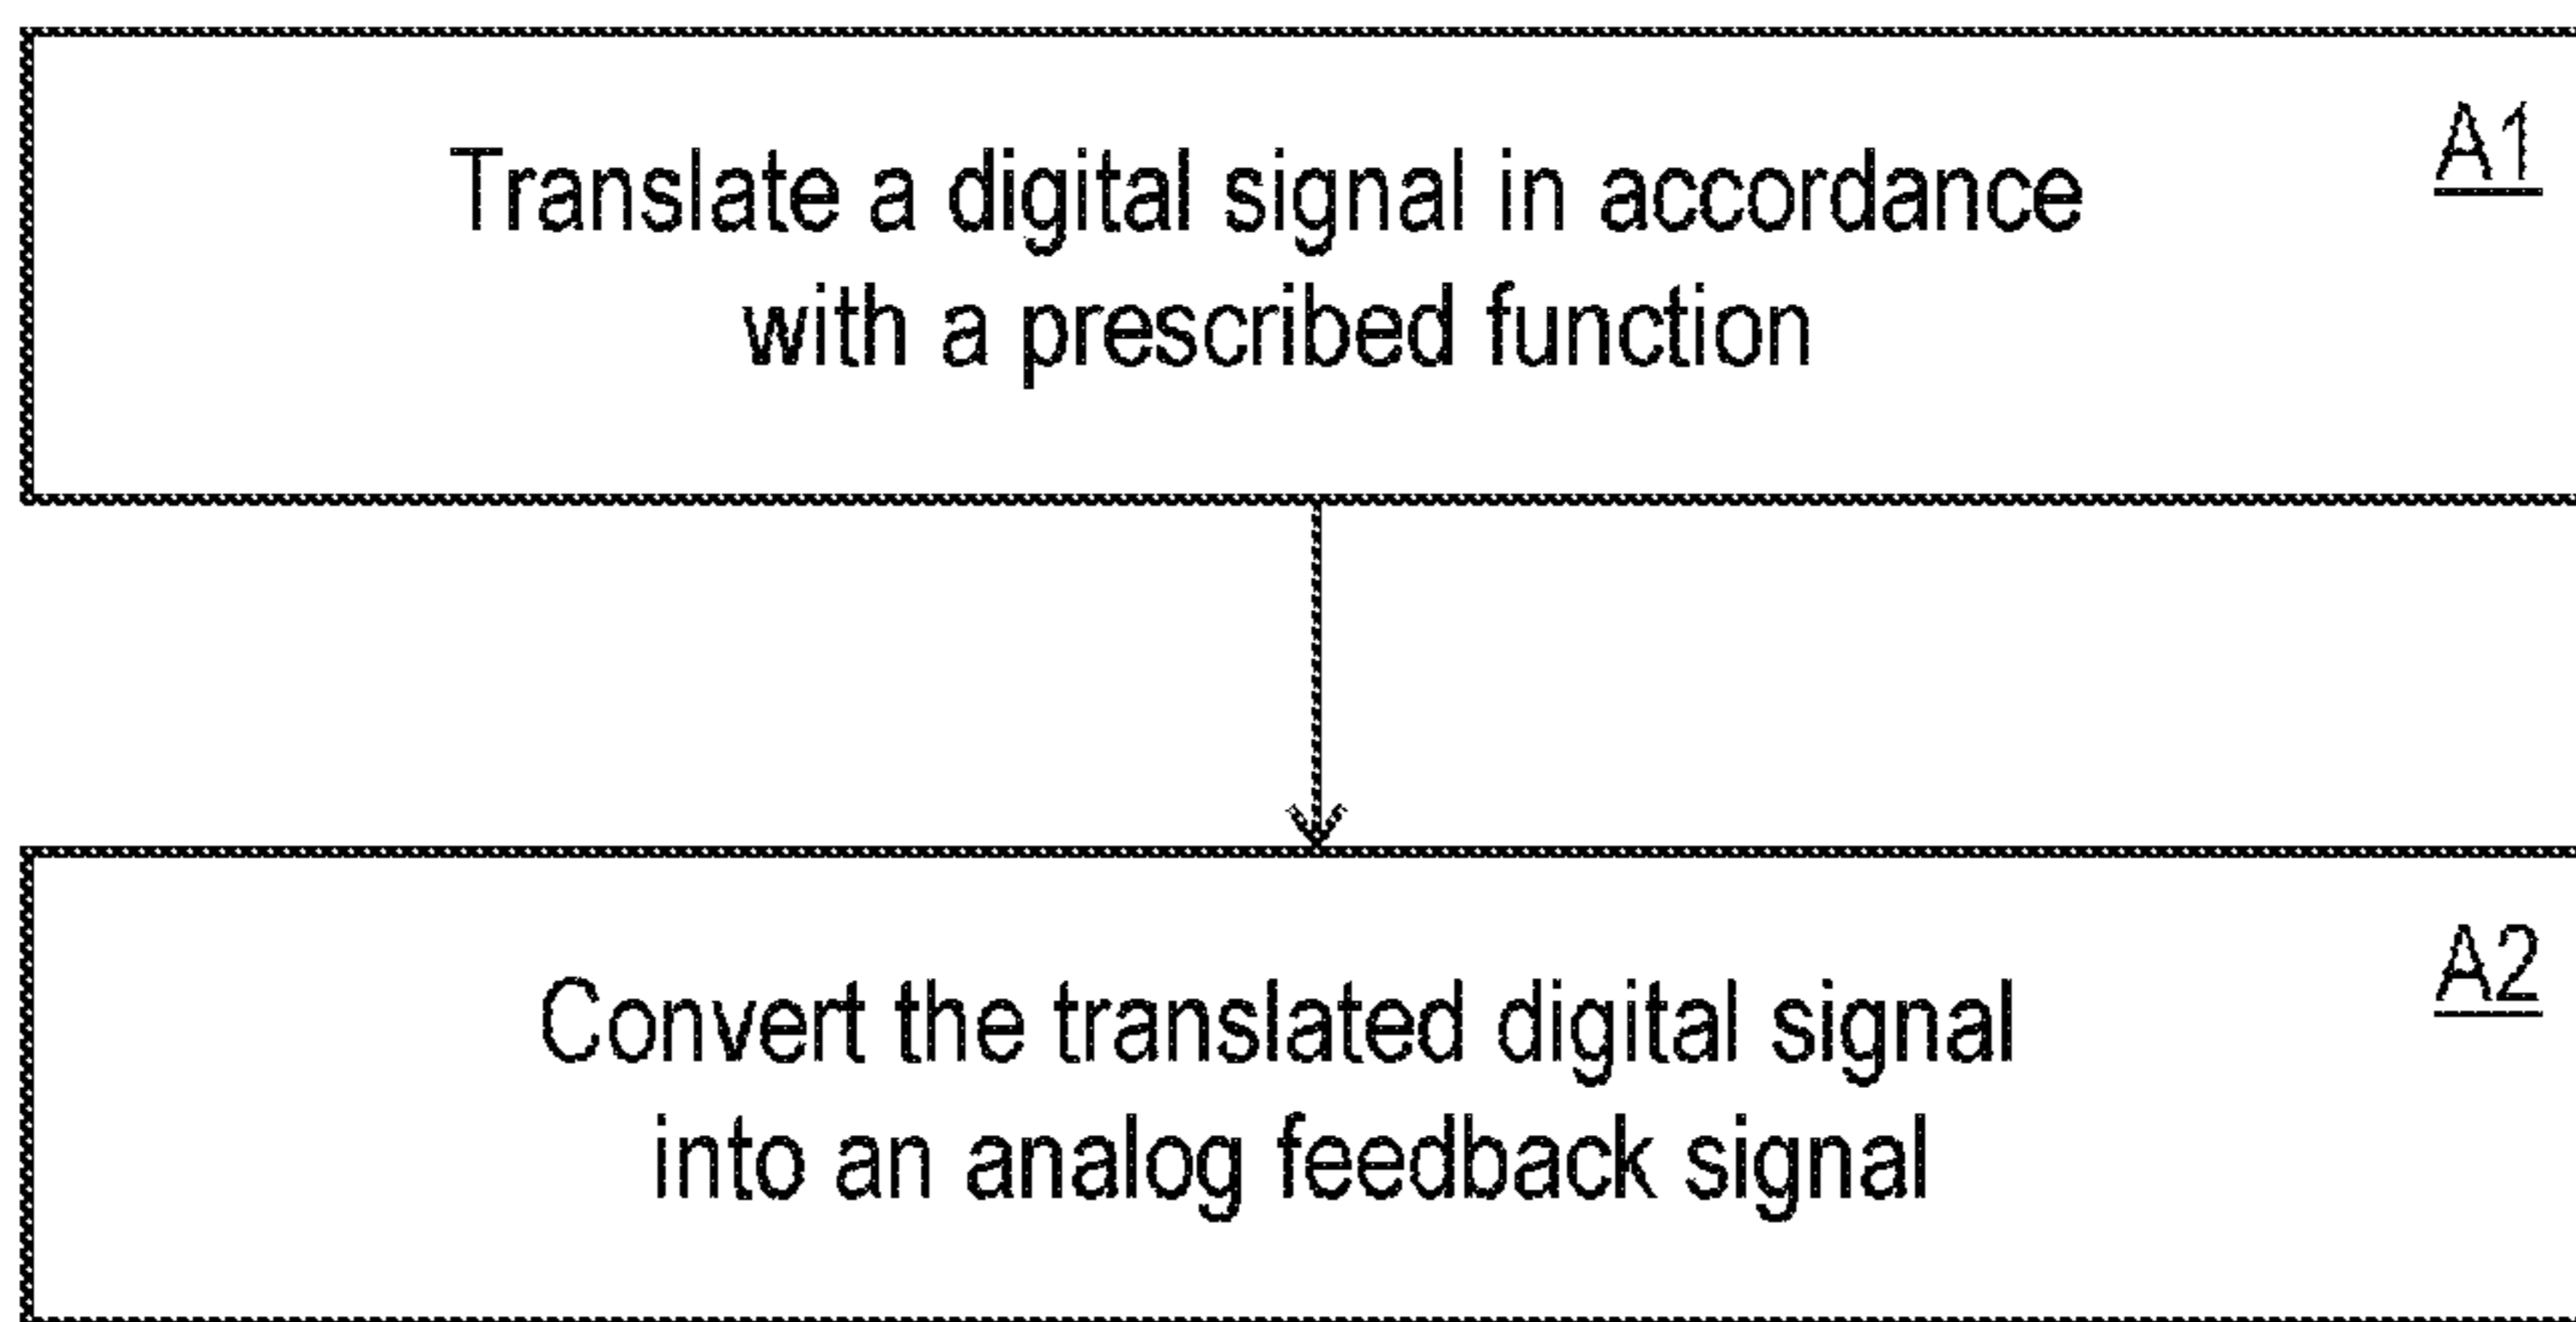 A1
Translate a digital signal in accordance
with a prescribed function
A2
Convert the translated digital signal
into an analog feedback signal